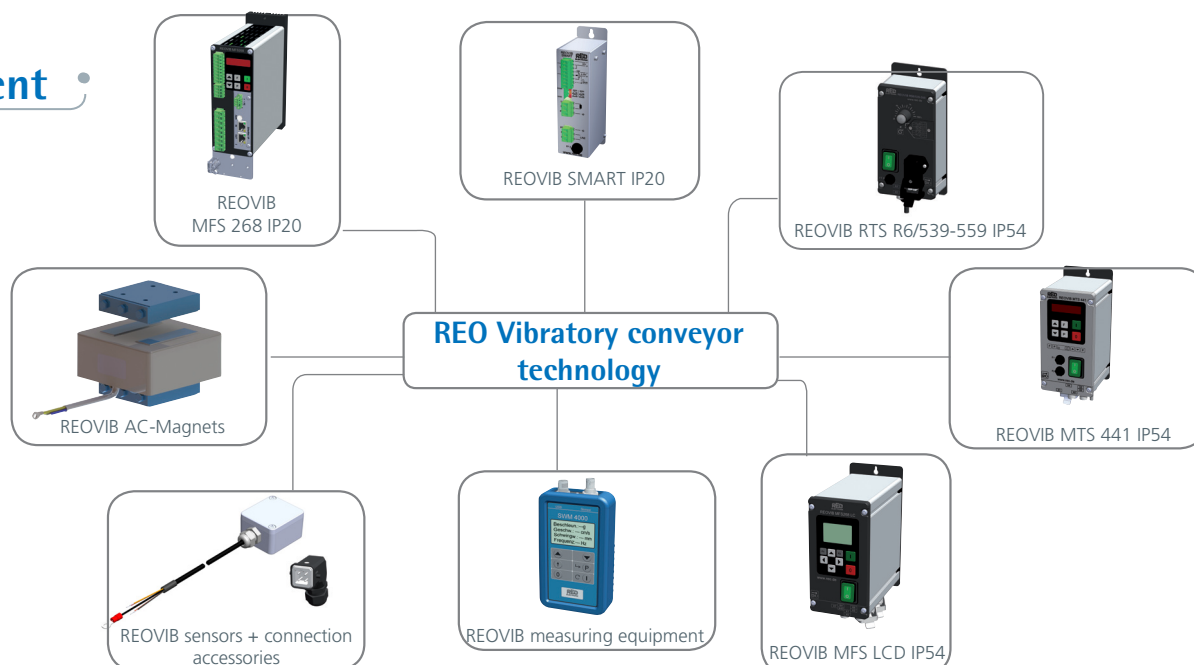 ent
REOVIB
MFS 268 IP20
REOVIB SMART IP20
REOVIB RTS R6/539-559 IP54
REO Vibratory conveyor
technology
REOVIB AC-Magnets
REOVIB MTS 441 IP54
SWM 4000
REO
REOVIB sensors + connection
accessories
REOVIB measuring equipment
REOVIB MFS LCD IP54